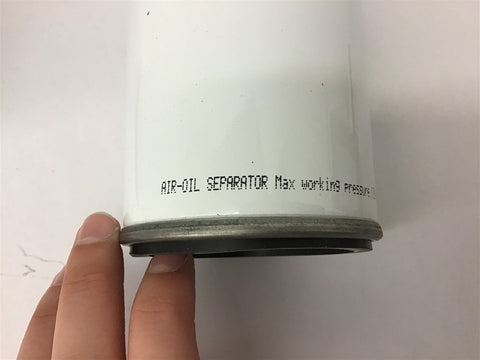 AIR-OIL SEPARATOR Max working pressure